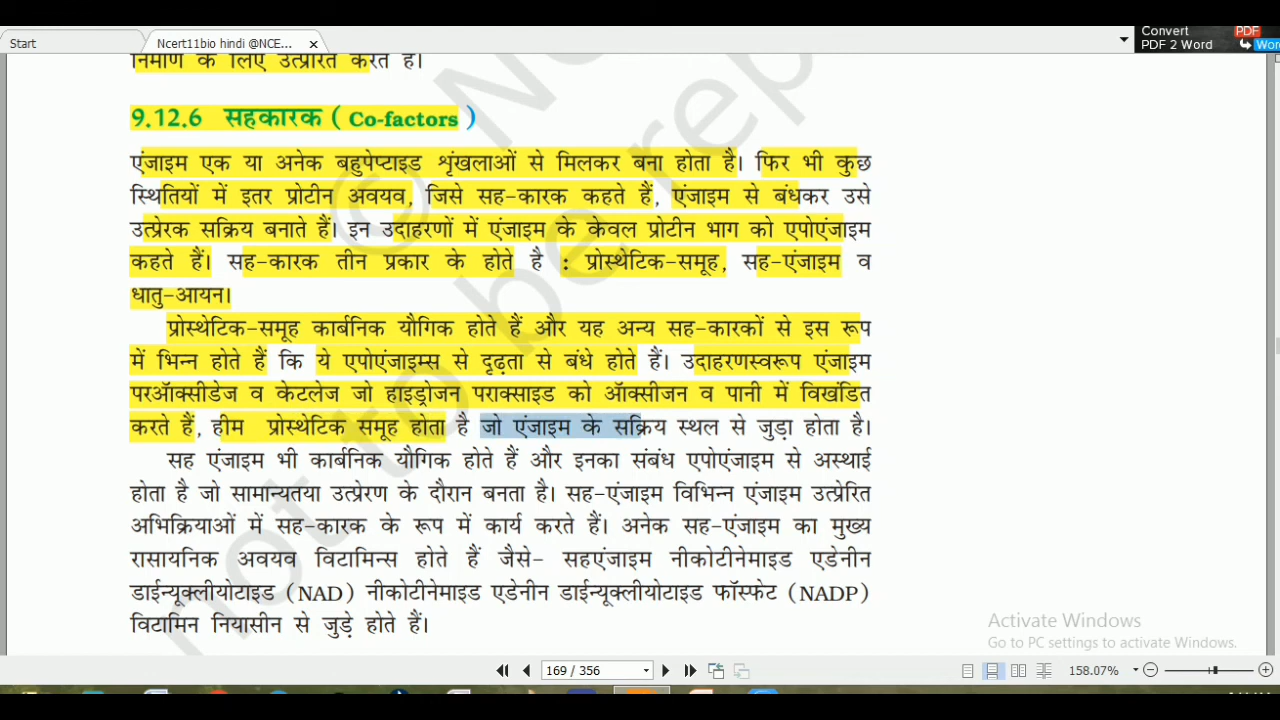 Start
Ncert11bio hindi @NCE... x
Convert PDF
PDF 2 Word Wor
निर्माण के लिए उत्प्रेरित करते हैं।
9.12.6 सहकारक ( Co-factors )
एंजाइम एक या अनेक बहुपेप्टाइड शृंखलाओं से मिलकर बना होता है। फिर भी कुछ
स्थितियों में इतर प्रोटीन अवयव, जिसे सह-कारक कहते हैं, एंजाइम से बंधकर उसे
उत्प्रेरक सक्रिय बनाते हैं। इन उदाहरणों में एंजाइम के केवल प्रोटीन भाग को एपोएंजाइम
कहते हैं। सह-कारक तीन प्रकार के होते है : प्रोस्थेटिक-समूह, सह-एंजाइम व
धातु-आयन।
प्रोस्थेटिक-समूह कार्बनिक यौगिक होते हैं और यह अन्य सह-कारकों से इस रूप
में भिन्न होते हैं कि ये एपोएंजाइम्स से दृढ़ता से बंधे होते हैं। उदाहरणस्वरूप एंजाइम
परऑक्सीडेज व केटलेज जो हाइड्रोजन पराक्साइड को ऑक्सीजन व पानी में विखंडित
करते हैं, हीम प्रोस्थेटिक समूह होता है जो एंजाइम के सक्रिय स्थल से जुड़ा होता है।
सह एंजाइम भी कार्बनिक यौगिक होते हैं और इनका संबंध एपोएंजाइम से अस्थाई
होता है जो सामान्यतया उत्प्रेरण के दौरान बनता है। सह-एंजाइम विभिन्न एंजाइम उत्प्रेरित
अभिक्रियाओं में सह-कारक के रूप में कार्य करते हैं। अनेक सह-एंजाइम का मुख्य
रासायनिक अवयव विटामिन्स होते हैं जैसे- सहएंजाइम नीकोटीनेमाइड एडेनीन
डाईन्यूक्लीयोटाइड (NAD) नीकोटीनेमाइड एडेनीन डाईन्यूक्लीयोटाइड फॉस्फेट (NADP)
विटामिन नियासीन से जुड़े होते हैं।
© N
not to be rep
Activate Windows
Go to PC settings to activate Windows.
169 / 356
158.07%